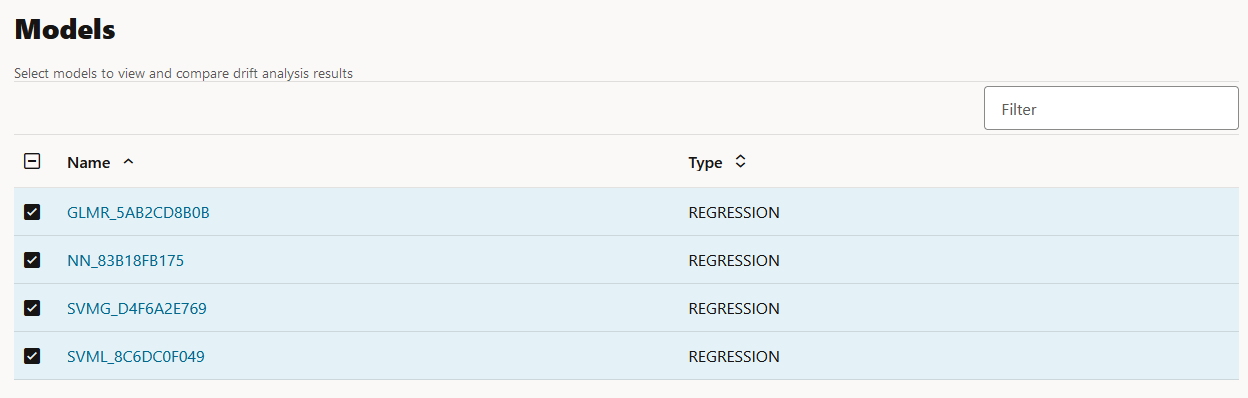 Models
Select models to view and compare drift analysis results
Filter
Name Type
GLMR_5AB2CD8B0B REGRESSION
NN_83B18FB175 REGRESSION
SVMG_D4F6A2E769 REGRESSION
SVML_8C6DC0F049 REGRESSION